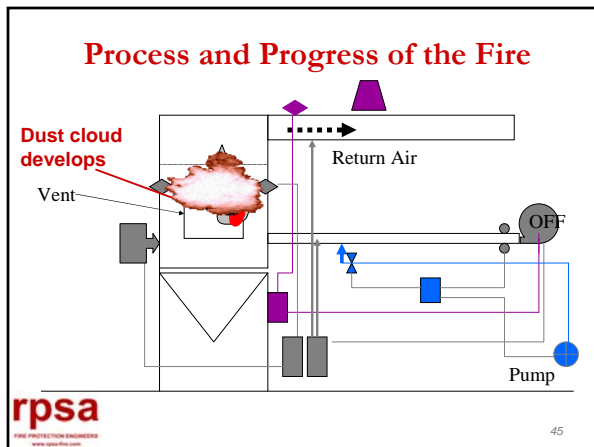 Process and Progress of the Fire
Dust cloud
develops
Return Air
Vent
OFF
Pump
rpsa
FIRE PROTECTION ENGINEERS
www.rpsa-fire.com
45